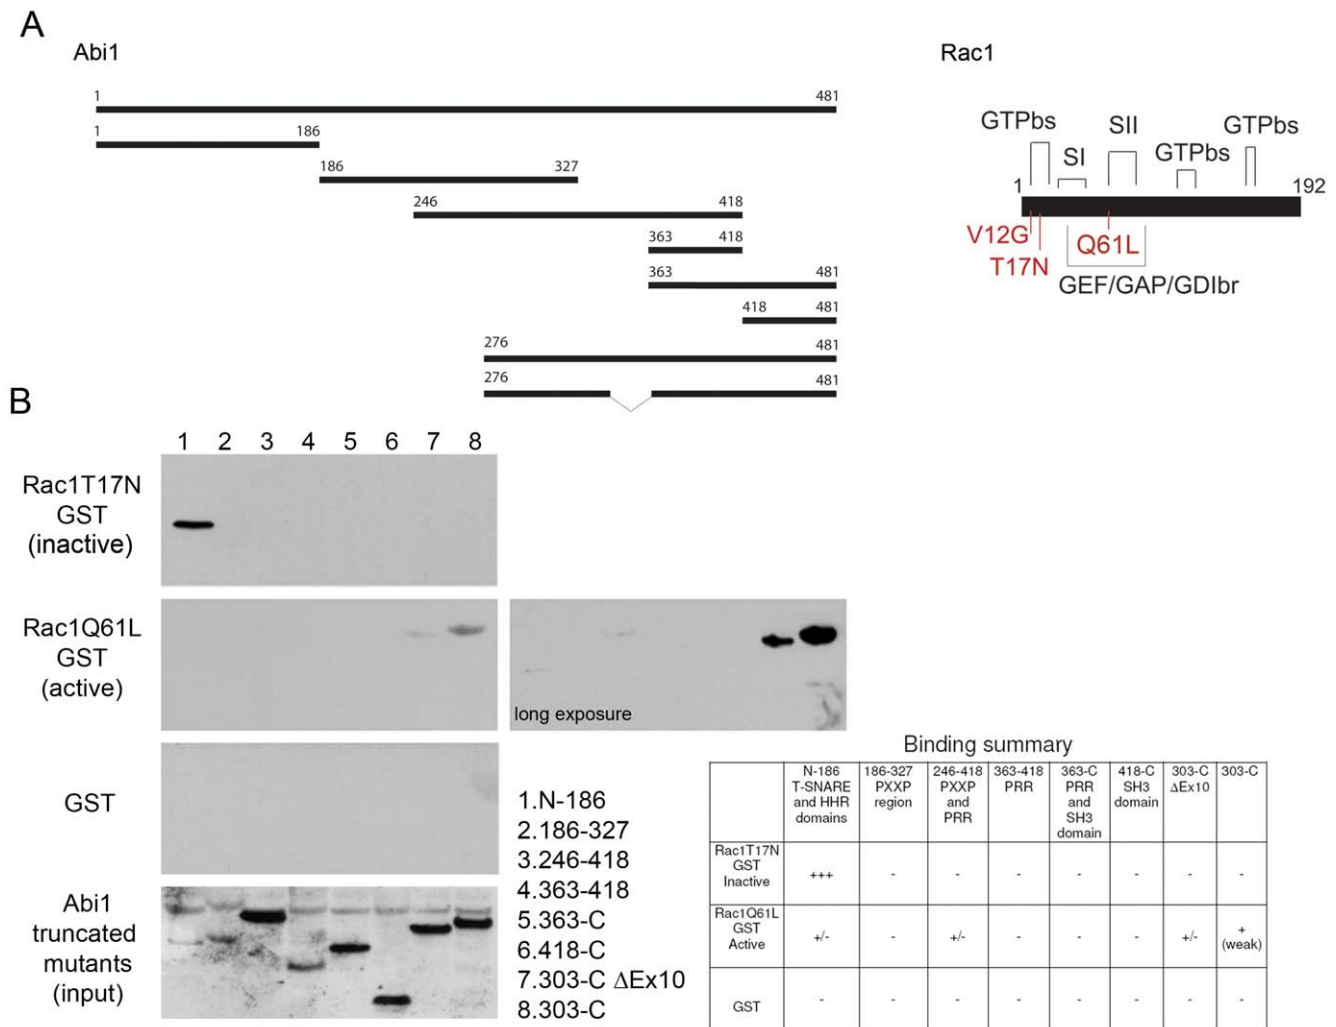 A
Abi1
1 481
1 186
186 327
246 418
363 418
363 481
418 481
276 481
276 481
Rac1
GTPbs SI SII GTPbs GTPbs
1 192
V12G T17N Q61L
GEF/GAP/GDIbr
B
1 2 3 4 5 6 7 8
Rac1T17N
GST
(inactive)
Rac1Q61L
GST
(active)
long exposure
GST
Abi1
truncated
mutants
(input)
1.N-186
2.186-327
3.246-418
4.363-418
5.363-C
6.418-C
7.303-C ΔEx10
8.303-C
Binding summary
N-186 T-SNARE and HHR domains | 186-327 PXXP region | 246-418 PXXP and PRR | 363-418 PRR | 363-C PRR and SH3 domain | 418-C SH3 domain | 303-C ΔEx10 | 303-C
Rac1T17N GST Inactive | +++ | - | - | - | - | - | - | -
Rac1Q61L GST Active | +/- | - | +/- | - | - | - | +/- | + (weak)
GST | - | - | - | - | - | - | - | -